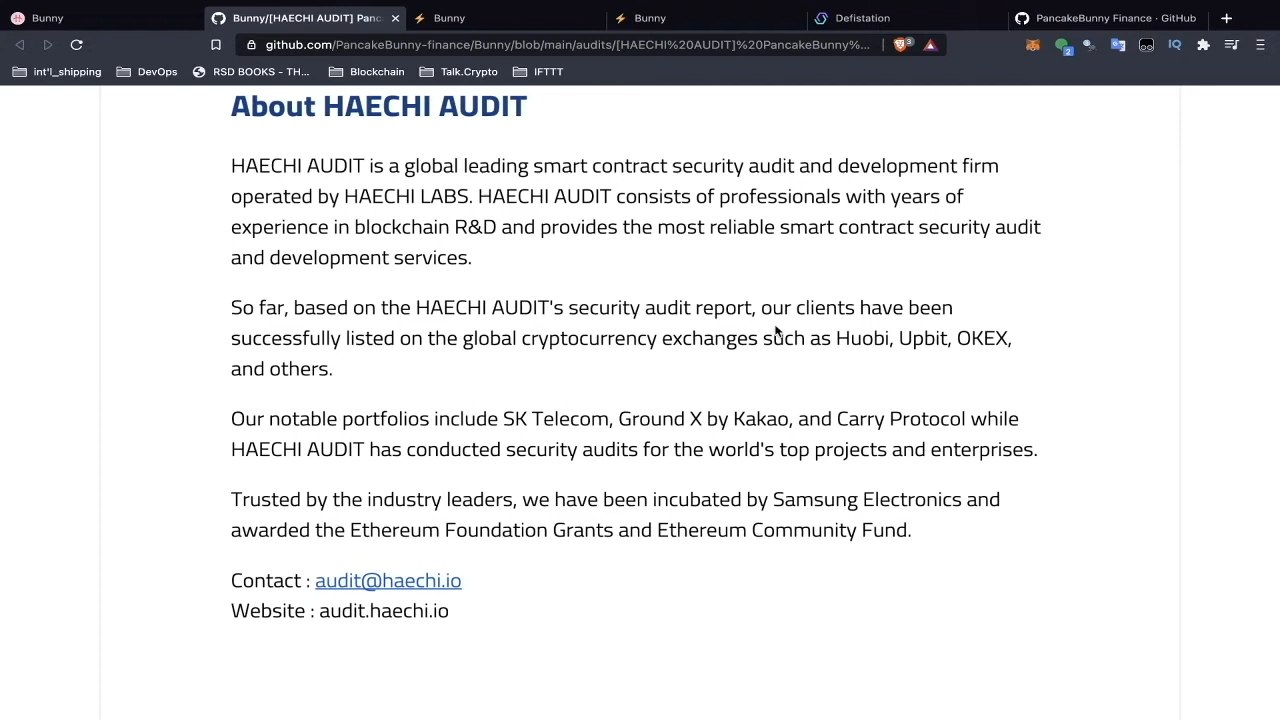 Bunny
Bunny/[HAECHI AUDIT] Panc
Bunny
Bunny
Defistation
PancakeBunny Finance · GitHub
github.com/PancakeBunny-finance/Bunny/blob/main/audits/[HAECHI%20AUDIT]%20PancakeBunny%...
3
2
IQ
int'l_shipping
DevOps
RSD BOOKS - TH...
Blockchain
Talk.Crypto
IFTTT
About HAECHI AUDIT
HAECHI AUDIT is a global leading smart contract security audit and development firm
operated by HAECHI LABS. HAECHI AUDIT consists of professionals with years of
experience in blockchain R&D and provides the most reliable smart contract security audit
and development services.
So far, based on the HAECHI AUDIT's security audit report, our clients have been
successfully listed on the global cryptocurrency exchanges such as Huobi, Upbit, OKEX,
and others.
Our notable portfolios include SK Telecom, Ground X by Kakao, and Carry Protocol while
HAECHI AUDIT has conducted security audits for the world's top projects and enterprises.
Trusted by the industry leaders, we have been incubated by Samsung Electronics and
awarded the Ethereum Foundation Grants and Ethereum Community Fund.
Contact : audit@haechi.io
Website : audit.haechi.io